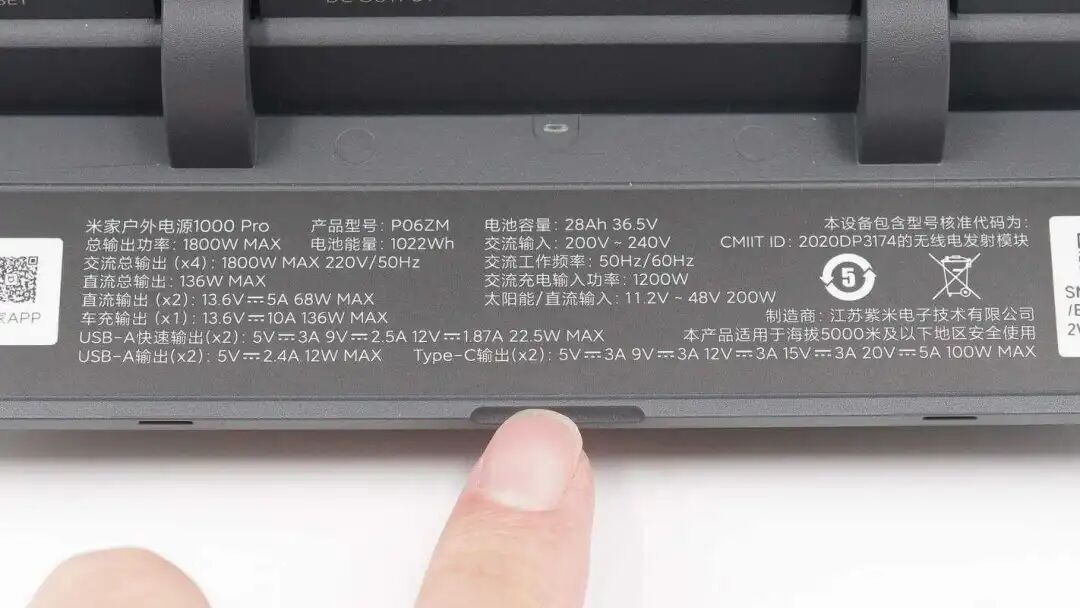 米家户外电源1000 Pro 产品型号: P06ZM
总输出功率: 1800W MAX 电池能量: 1022Wh
交流总输出 (x4): 1800W MAX 220V/50Hz
直流总输出: 136W MAX
直流输出 (x2): 13.6V⎓5A 68W MAX
车充输出 (x1): 13.6V⎓10A 136W MAX
USB-A快速输出(x2): 5V⎓3A 9V⎓2.5A 12V⎓1.87A 22.5W MAX
USB-A输出(x2): 5V⎓2.4A 12W MAX Type-C输出(x2): 5V⎓3A 9V⎓3A 12V⎓3A 15V⎓3A 20V⎓5A 100W MAX
电池容量: 28Ah 36.5V
交流输入: 200V ~ 240V
交流工作频率: 50Hz/60Hz
交流充电输入功率: 1200W
太阳能/直流输入: 11.2V ~ 48V 200W
本设备包含型号核准代码为:
CMIIT ID: 2020DP3174的无线电发射模块
5
制造商: 江苏紫米电子技术有限公司
本产品适用于海拔5000米及以下地区安全使用
家APP
SN